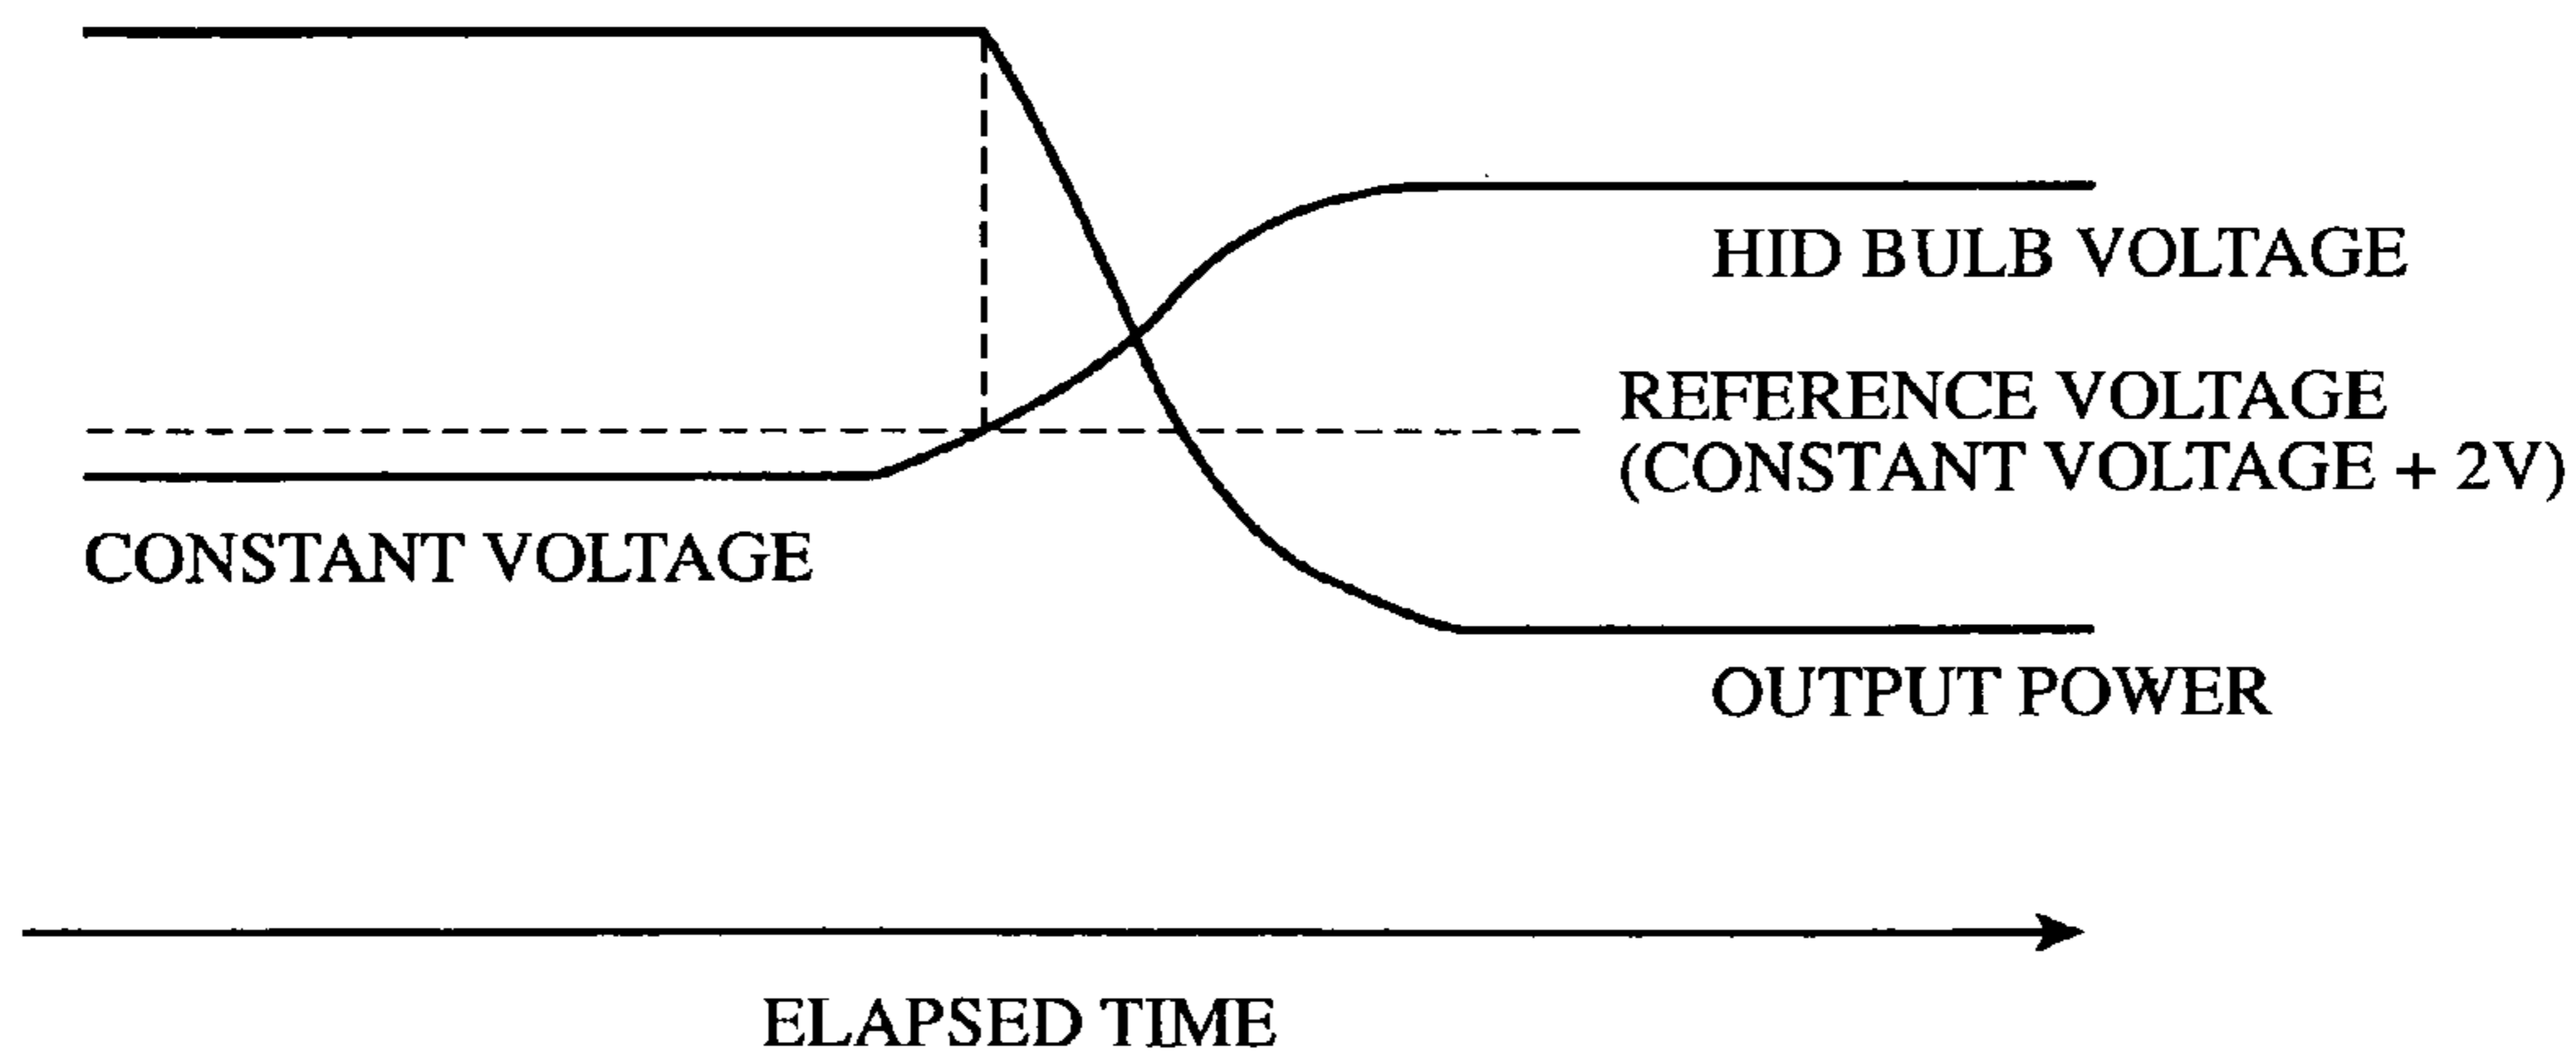 HID BULB VOLTAGE
REFERENCE VOLTAGE
(CONSTANT VOLTAGE + 2V)
CONSTANT VOLTAGE
OUTPUT POWER
ELAPSED TIME